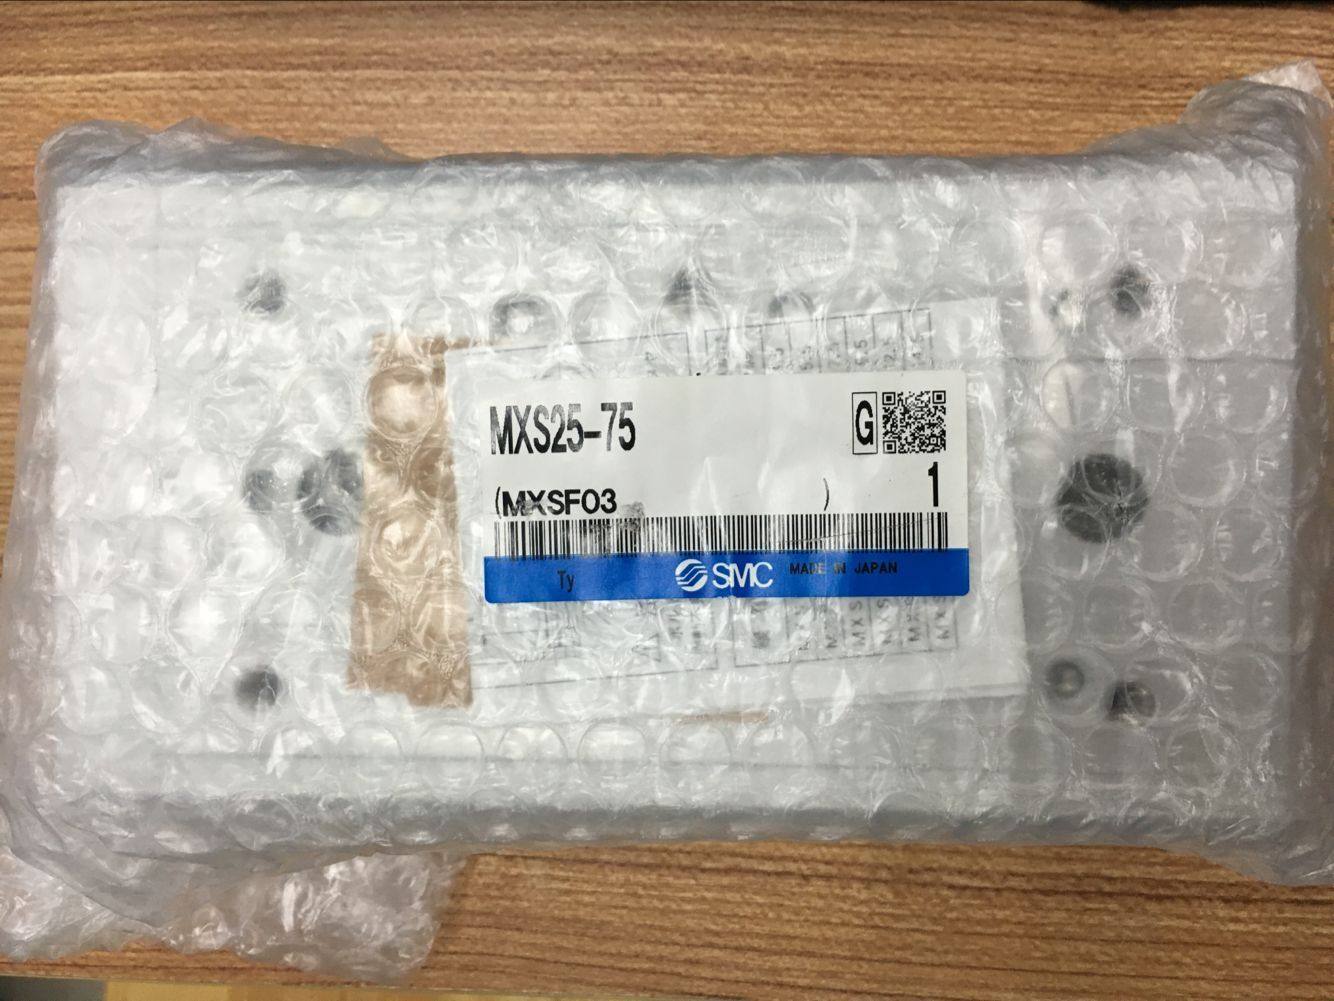 MXS25-75
G
(MXSF03 )
1
Ty
SMC MADE IN JAPAN